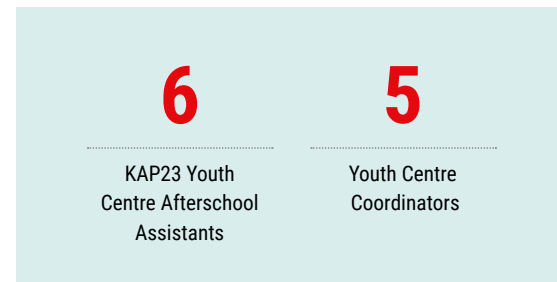 6
KAP23 Youth
Centre Afterschool
Assistants
5
Youth Centre
Coordinators